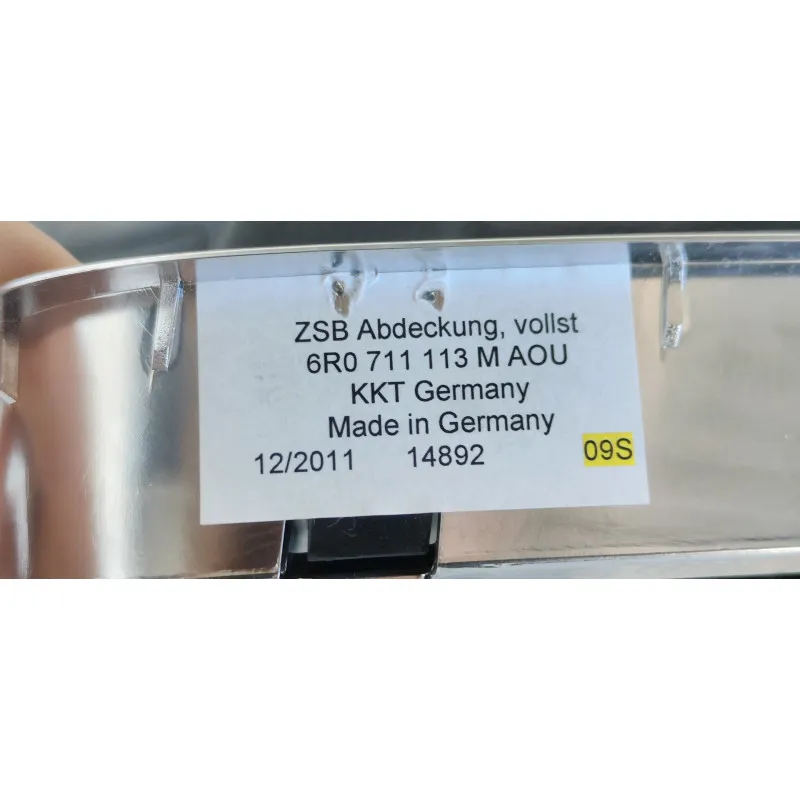 ZSB Abdeckung, vollst
6R0 711 113 M AOU
KKT Germany
Made in Germany
12/2011 14892 09S